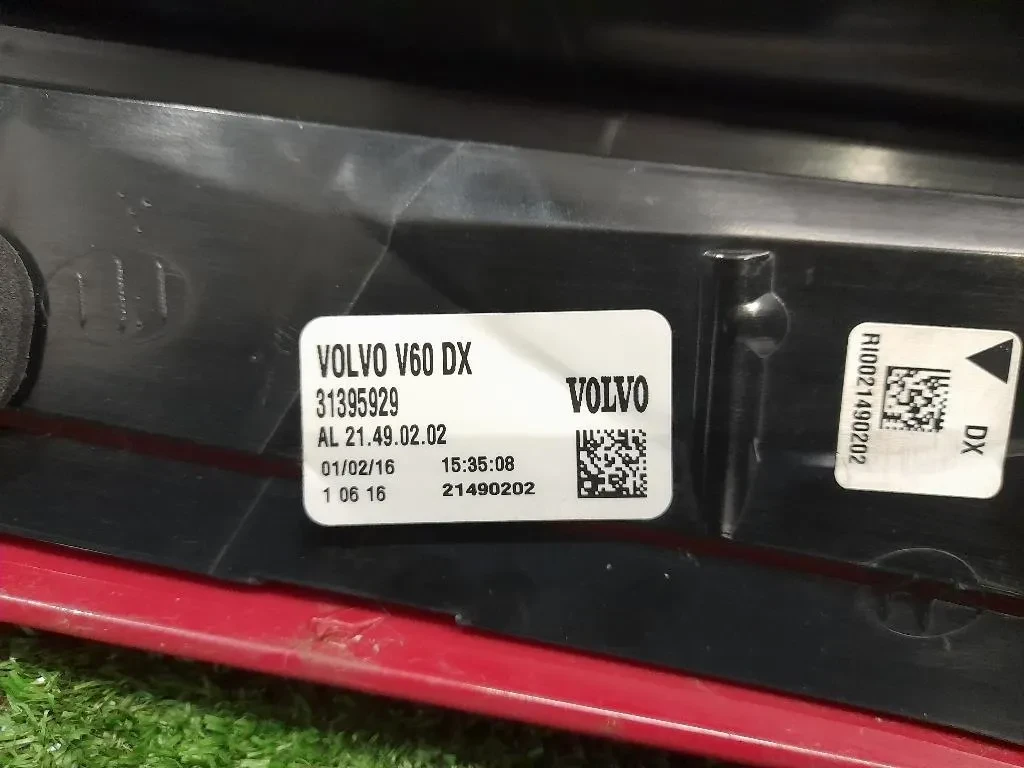 VOLVO V60 DX
31395929
VOLVO
AL 21.49.02.02
01/02/16 15:35:08
1 06 16 21490202
DX
RI0021490202